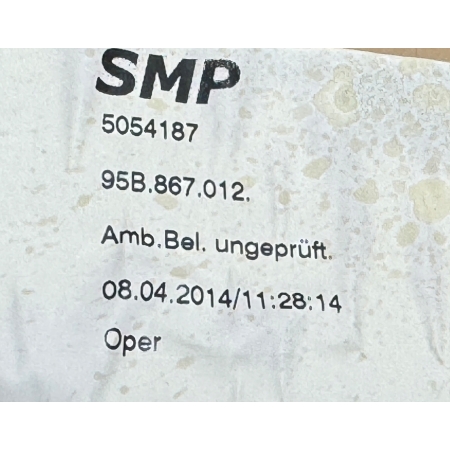 SMP
5054187
95B.867.012.
Amb.Bel. ungeprüft.
08.04.2014/11:28:14
Oper